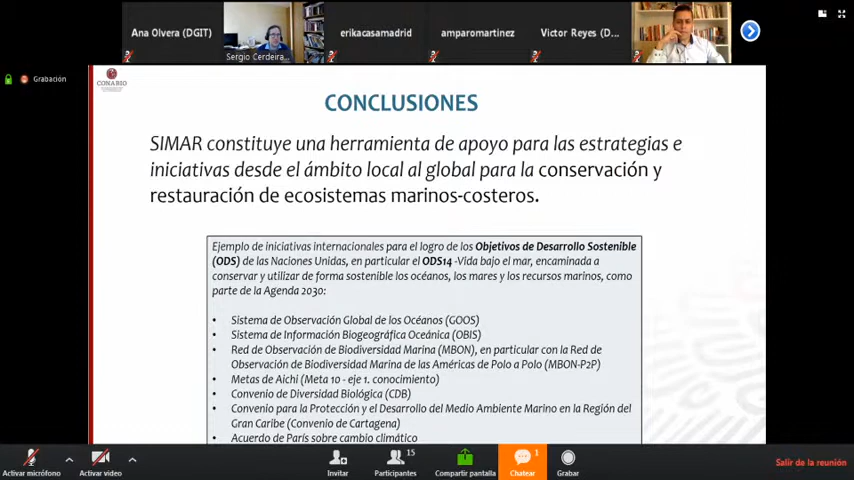 Ana Olvera (DGIT)
Sergio Cerdeira...
erikacasamadrid
amparomartinez
Victor Reyes (D...
Grabación
CONABIO
CONCLUSIONES
SIMAR constituye una herramienta de apoyo para las estrategias e
iniciativas desde el ámbito local al global para la conservación y
restauración de ecosistemas marinos-costeros.
Ejemplo de iniciativas internacionales para el logro de los Objetivos de Desarrollo Sostenible
(ODS) de las Naciones Unidas, en particular el ODS14 -Vida bajo el mar, encaminada a
conservar y utilizar de forma sostenible los océanos, los mares y los recursos marinos, como
parte de la Agenda 2030:
• Sistema de Observación Global de los Océanos (GOOS)
• Sistema de Información Biogeográfica Oceánica (OBIS)
• Red de Observación de Biodiversidad Marina (MBON), en particular con la Red de
Observación de Biodiversidad Marina de las Américas de Polo a Polo (MBON-P2P)
• Metas de Aichi (Meta 10 - eje 1. conocimiento)
• Convenio de Diversidad Biológica (CDB)
• Convenio para la Protección y el Desarrollo del Medio Ambiente Marino en la Región del
Gran Caribe (Convenio de Cartagena)
Acuerdo de París sobre cambio climático
Activar micrófono
Activar video
Invitar
15
Participantes
Compartir pantalla
1
Chatear
Grabar
Salir de la reunión